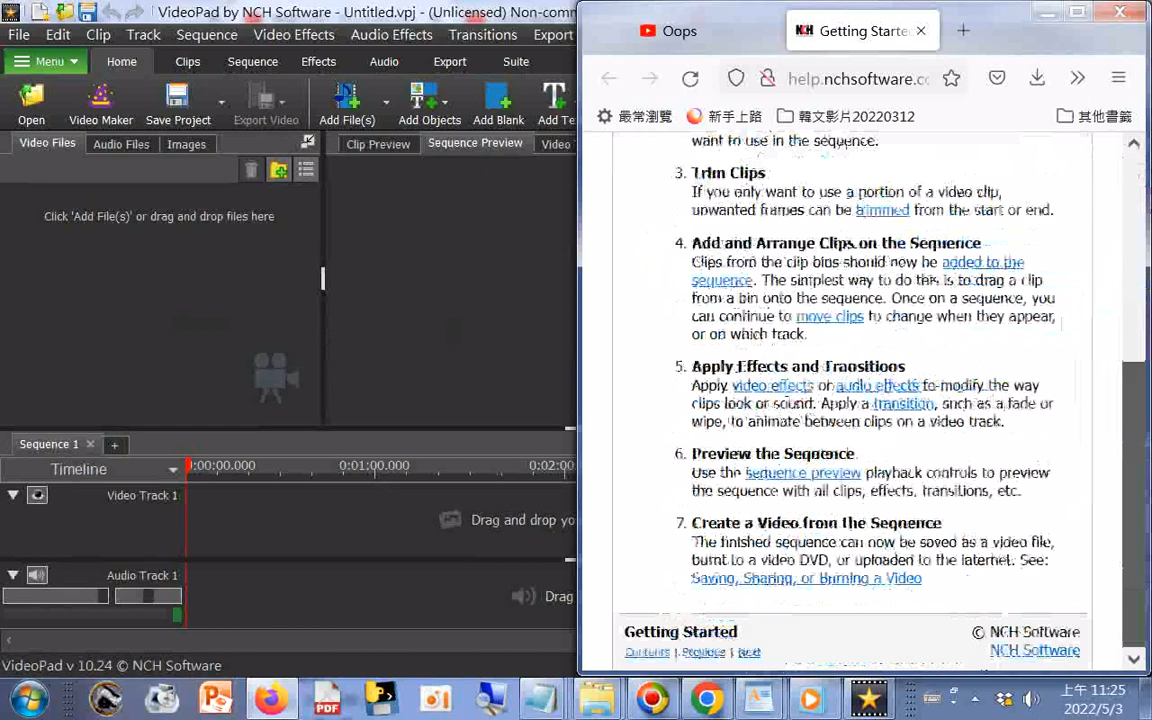 VideoPad by NCH Software - Untitled.vpj - (Unlicensed) Non-comm
File Edit Clip Track Sequence Video Effects Audio Effects Transitions Export
Menu Home Clips Sequence Effects Audio Export Suite
Open Video Maker Save Project Export Video Add File(s) Add Objects Add Blank Add Te
Video Files Audio Files Images
Clip Preview Sequence Preview Video
Click 'Add File(s)' or drag and drop files here
Sequence 1
Timeline 0:00:00.000 0:01:00.000 0:02:00
Video Track 1
Drag and drop yo
Audio Track 1
Drag
VideoPad v 10.24 © NCH Software
Oops
NCH Getting Starte
help.nchsoftware.co
最常瀏覽 新手上路 韓文影片20220312 其他書籤
want to use in the sequence.
3. Trim Clips
If you only want to use a portion of a video clip,
unwanted frames can be trimmed from the start or end.
4. Add and Arrange Clips on the Sequence
Clips from the clip bins should now be added to the
sequence. The simplest way to do this is to drag a clip
from a bin onto the sequence. Once on a sequence, you
can continue to move clips to change when they appear,
or on which track.
5. Apply Effects and Transitions
Apply video effects or audio effects to modify the way
clips look or sound. Apply a transition, such as a fade or
wipe, to animate between clips on a video track.
6. Preview the Sequence
Use the sequence preview playback controls to preview
the sequence with all clips, effects, transitions, etc.
7. Create a Video from the Sequence
The finished sequence can now be saved as a video file,
burnt to a video DVD, or uploaded to the internet. See:
Saving, Sharing, or Burning a Video
Getting Started © NCH Software
Contents | Previous | Next NCH Software
PDF
上午 11:25
2022/5/3